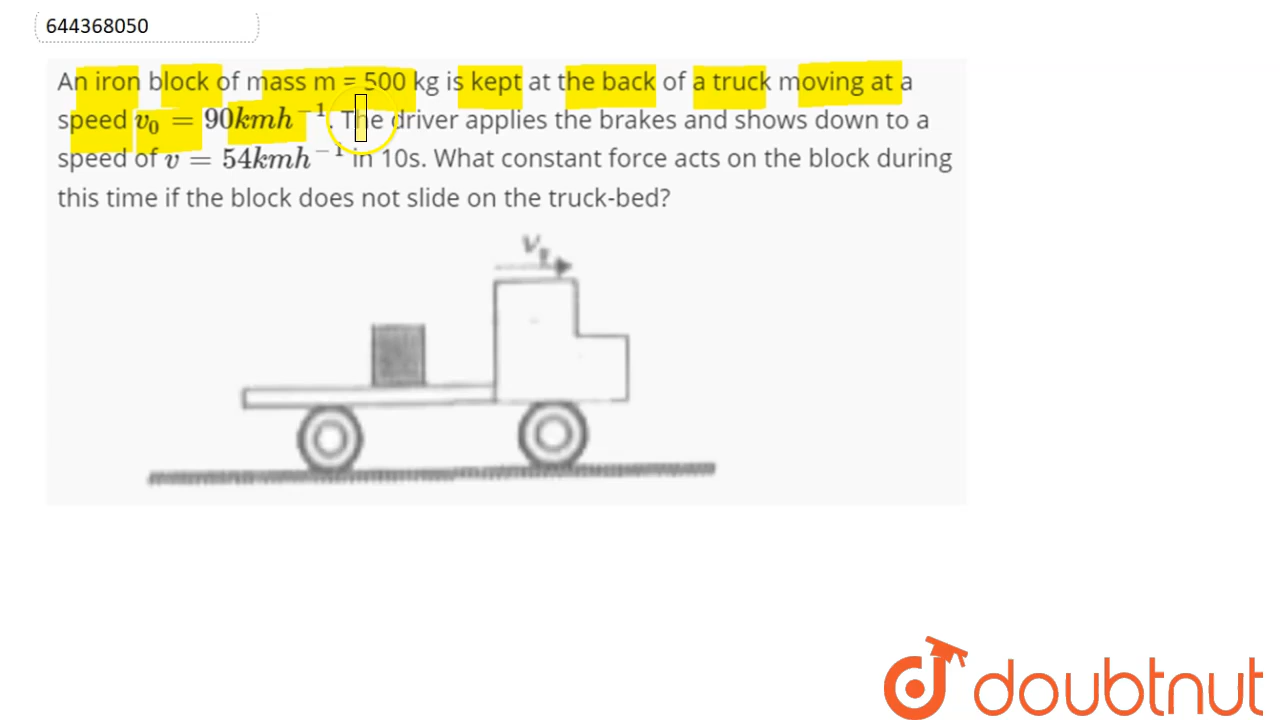 644368050
An iron block of mass m = 500 kg is kept at the back of a truck moving at a
speed v₀ = 90kmh⁻¹. The driver applies the brakes and shows down to a
speed of v = 54kmh⁻¹ in 10s. What constant force acts on the block during
this time if the block does not slide on the truck-bed?
doubtnut